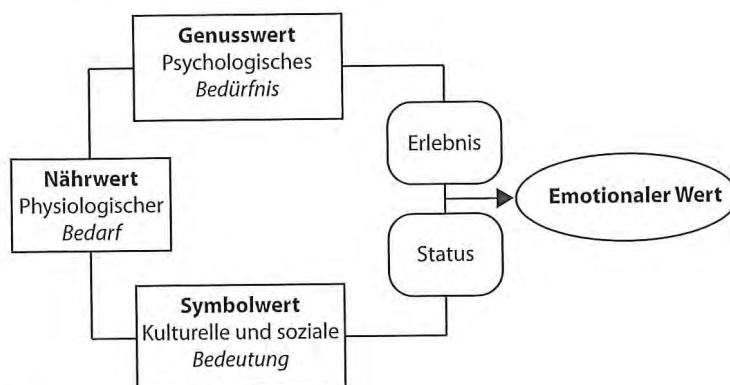 Genusswert
Psychologisches
Bedürfnis
Erlebnis
Nährwert
Physiologischer
Bedarf
Emotionaler Wert
Status
Symbolwert
Kulturelle und soziale
Bedeutung